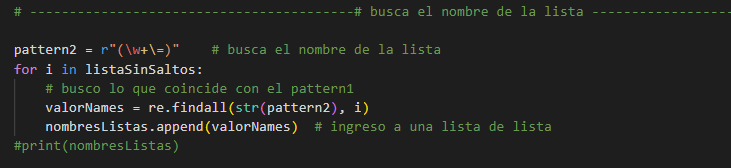 # -----------------------------------------# busca el nombre de la lista -----------------
pattern2 = r"(\w+\=)"    # busca el nombre de la lista
for i in listaSinSaltos:
    # busco lo que coincide con el pattern1
    valorNames = re.findall(str(pattern2), i)
    nombresListas.append(valorNames)  # ingreso a una lista de lista
#print(nombresListas)